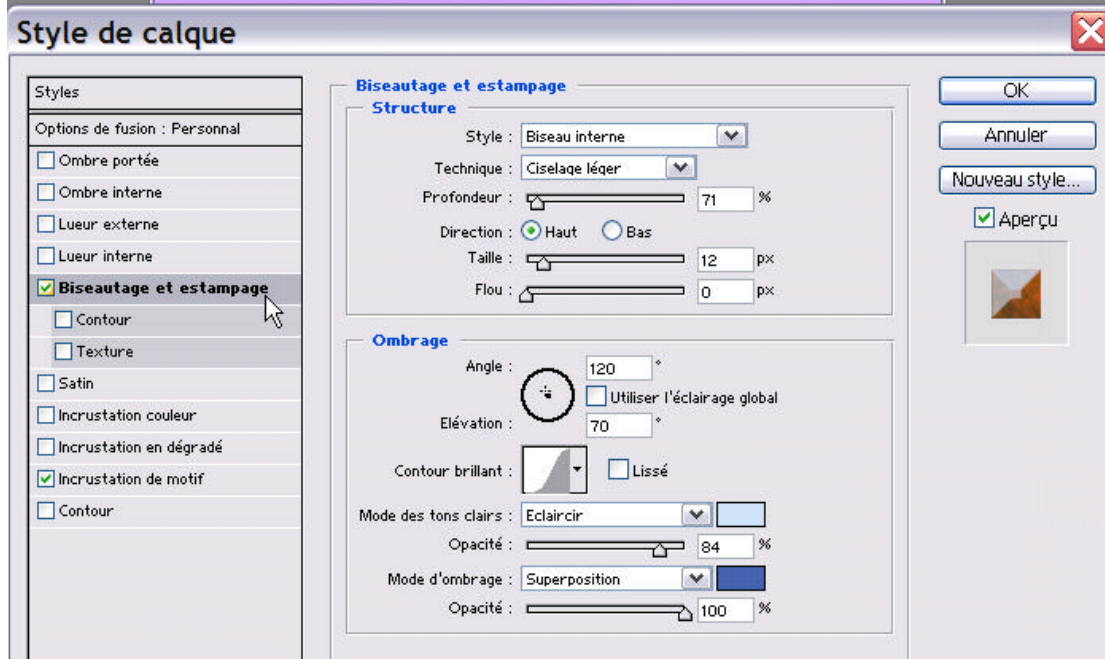 Style de calque
Styles
Options de fusion : Personnal
Ombre portée
Ombre interne
Lueur externe
Lueur interne
Biseautage et estampage
Contour
Texture
Satin
Incrustation couleur
Incrustation en dégradé
Incrustation de motif
Contour
Biseautage et estampage
Structure
Style : Biseau interne
Technique : Ciselage léger
Profondeur : 71 %
Direction : Haut Bas
Taille : 12 px
Flou : 0 px
Ombrage
Angle : 120 °
Utiliser l'éclairage global
Elévation : 70 °
Contour brillant : Lissé
Mode des tons clairs : Eclaircir
Opacité : 84 %
Mode d'ombrage : Superposition
Opacité : 100 %
OK
Annuler
Nouveau style...
Aperçu